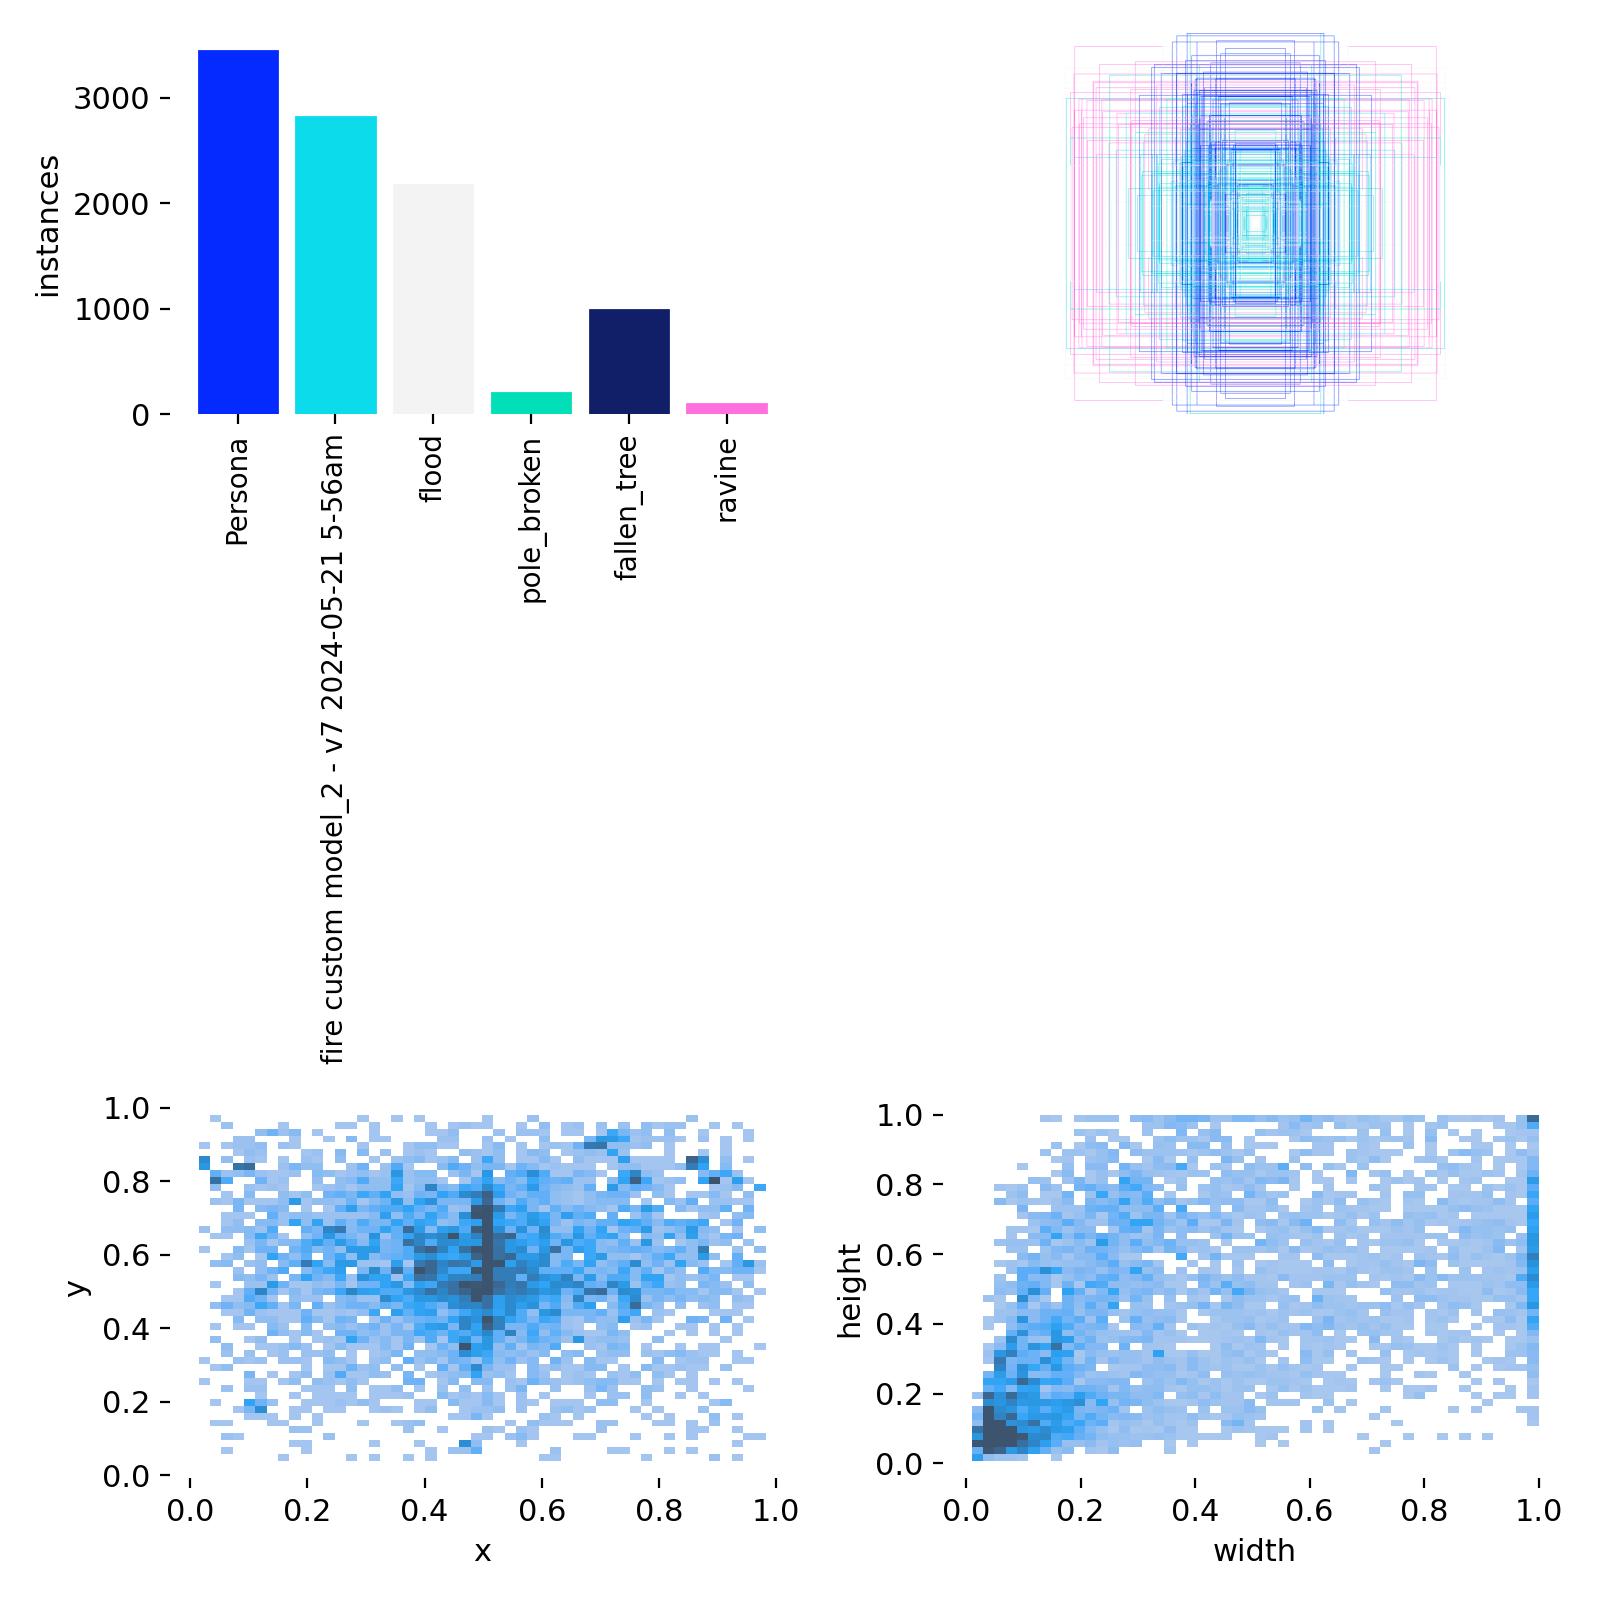 3000
2000
1000
0
instances
Persona
fire custom model_2 - v7 2024-05-21 5-56am
flood
pole_broken
fallen_tree
ravine
1.0
0.8
0.6
0.4
0.2
0.0
y
0.0 0.2 0.4 0.6 0.8 1.0
x
1.0
0.8
0.6
0.4
0.2
0.0
height
0.0 0.2 0.4 0.6 0.8 1.0
width